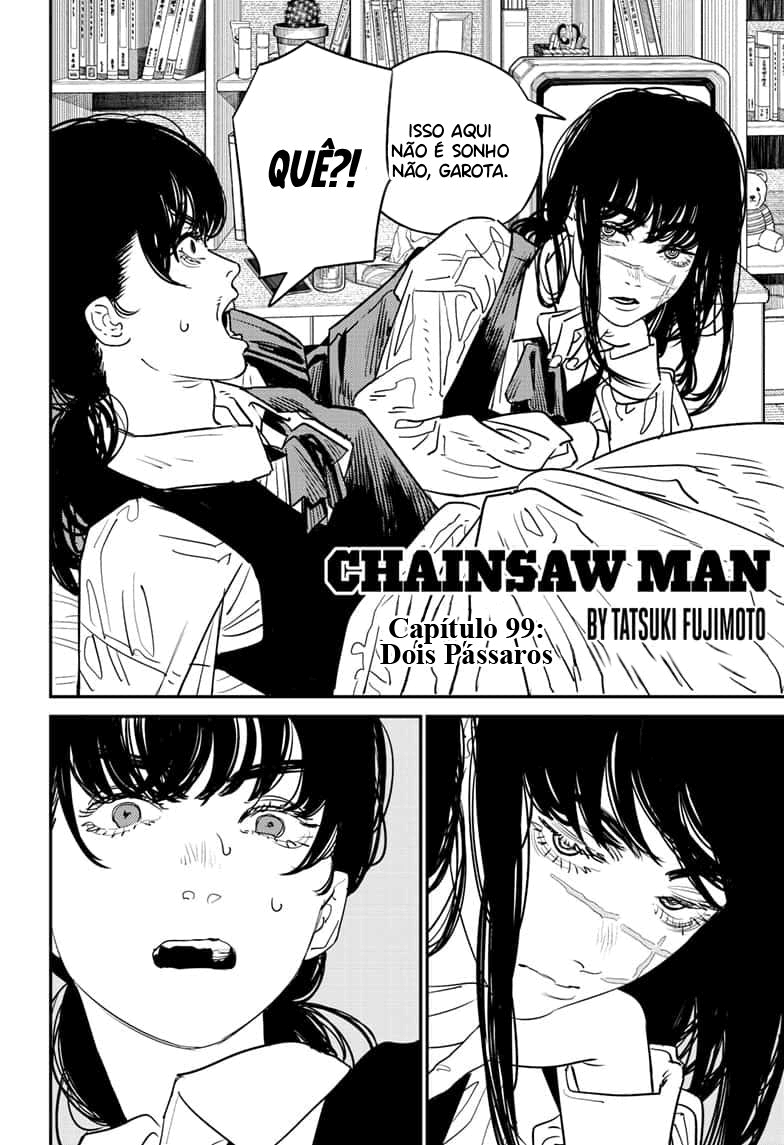 ISSO AQUI
NÃO É SONHO
NÃO, GAROTA.
QUÊ?!
CHAINSAW MAN
BY TATSUKI FUJIMOTO
Capítulo 99:
Dois Pássaros